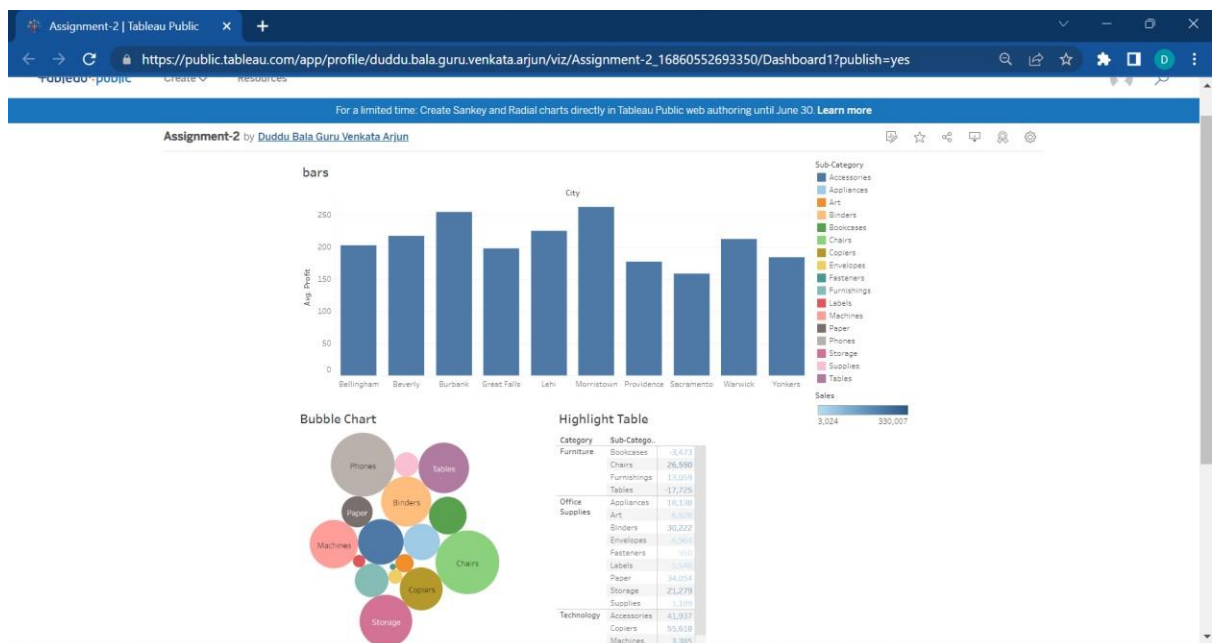 Assignment-2 | Tableau Public
https://public.tableau.com/app/profile/duddu.bala.guru.venkata.arjun/viz/Assignment-2_16860552693350/Dashboard1?publish=yes
D
Create
Resources
For a limited time: Create Sankey and Radial charts directly in Tableau Public web authoring until June 30. Learn more
Assignment-2 by Duddu Bala Guru Venkata Arjun
bars
City
Avg. Profit
250
200
150
100
50
0
Bellingham Beverly Burbank Great Falls Lehi Morristown Providence Sacramento Warwick Yonkers
Sub-Category
Accessories
Appliances
Art
Binders
Bookcases
Chairs
Copiers
Envelopes
Fasteners
Furnishings
Labels
Machines
Paper
Phones
Storage
Supplies
Tables
Sales
3,024 330,007
Bubble Chart
Phones
Tables
Binders
Paper
Machines
Chairs
Copiers
Storage
Highlight Table
Category Sub-Catego..
Furniture Bookcases -3,473
Chairs 26,590
Furnishings 13,059
Tables -17,725
Office Supplies Appliances 18,138
Art
Binders 30,222
Envelopes
Fasteners
Labels
Paper 34,054
Storage 21,279
Supplies
Technology Accessories 41,937
Copiers 55,618
Machines 3,385